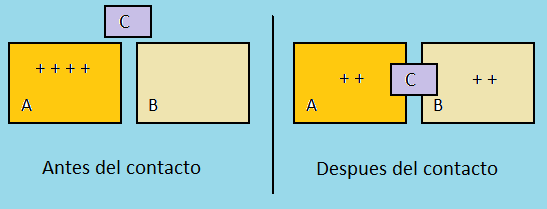 C
+ + + +
A
B
Antes del contacto
+ +
C
+ +
A
B
Despues del contacto